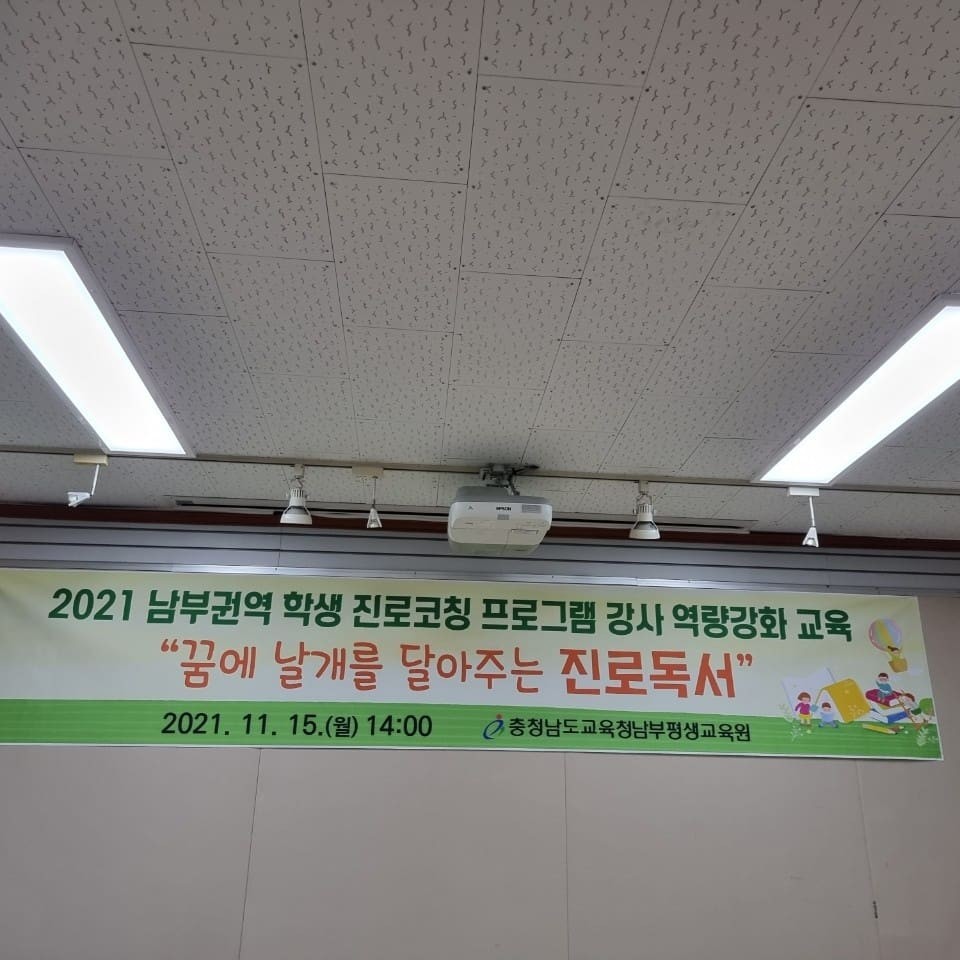 EPSON
2021 남부권역 학생 진로코칭 프로그램 강사 역량강화 교육
“꿈에 날개를 달아주는 진로독서”
2021. 11. 15.(월) 14:00 충청남도교육청남부평생교육원